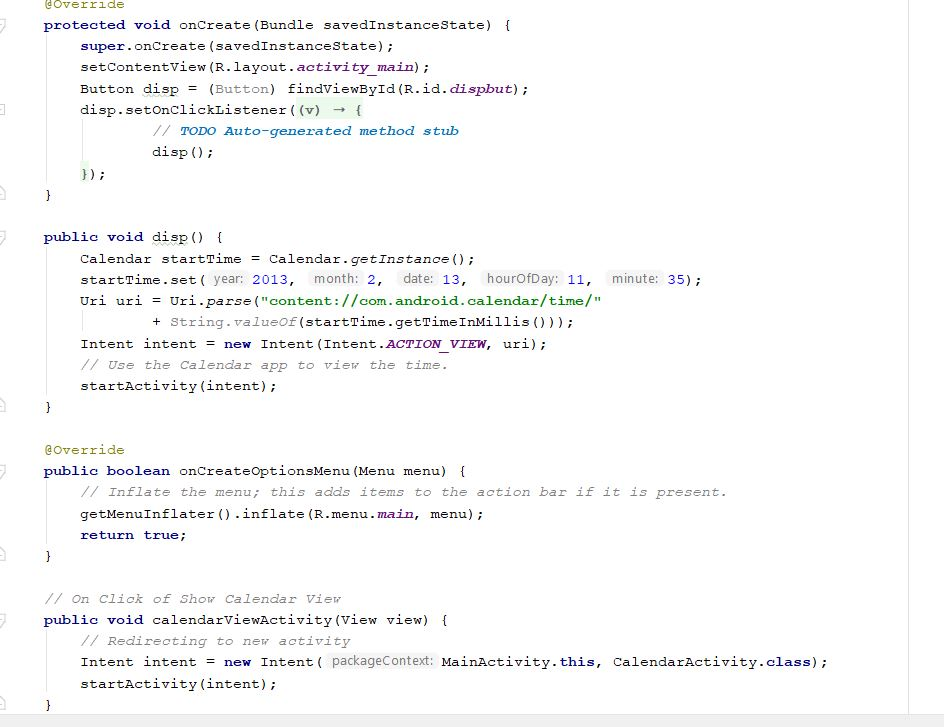 @Override
protected void onCreate(Bundle savedInstanceState) {
super.onCreate(savedInstanceState);
setContentView(R.layout.activity_main);
Button disp = (Button) findViewById(R.id.dispbut);
disp.setOnClickListener((v) → {
// TODO Auto-generated method stub
disp();
});
}
public void disp() {
Calendar startTime = Calendar.getInstance();
startTime.set( year: 2013, month: 2, date: 13, hourOfDay: 11, minute: 35);
Uri uri = Uri.parse("content://com.android.calendar/time/"
+ String.valueOf(startTime.getTimeInMillis()));
Intent intent = new Intent(Intent.ACTION_VIEW, uri);
// Use the Calendar app to view the time.
startActivity(intent);
}
@Override
public boolean onCreateOptionsMenu(Menu menu) {
// Inflate the menu; this adds items to the action bar if it is present.
getMenuInflater().inflate(R.menu.main, menu);
return true;
}
// On Click of Show Calendar View
public void calendarViewActivity(View view) {
// Redirecting to new activity
Intent intent = new Intent( packageContext: MainActivity.this, CalendarActivity.class);
startActivity(intent);
}